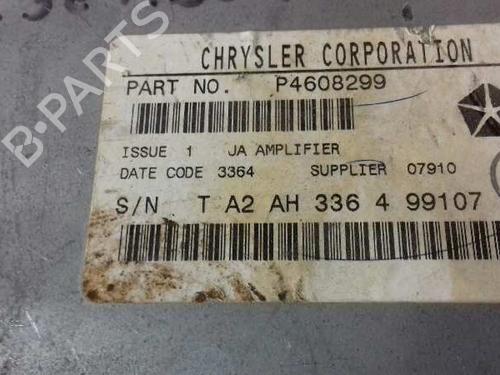 CHRYSLER CORPORATION
PART NO. P4608299
ISSUE 1 JA AMPLIFIER
DATE CODE 3364 SUPPLIER 07910
S/N T A2 AH 336 4 99107